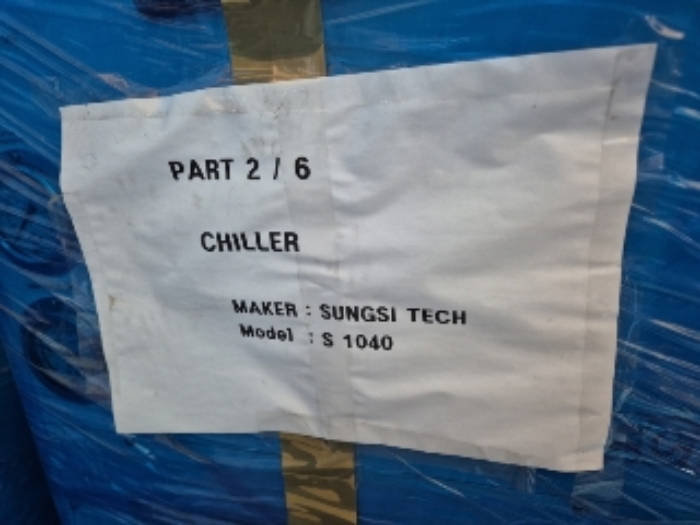 PART 2 / 6
CHILLER
MAKER : SUNGSI TECH
Model : S 1040